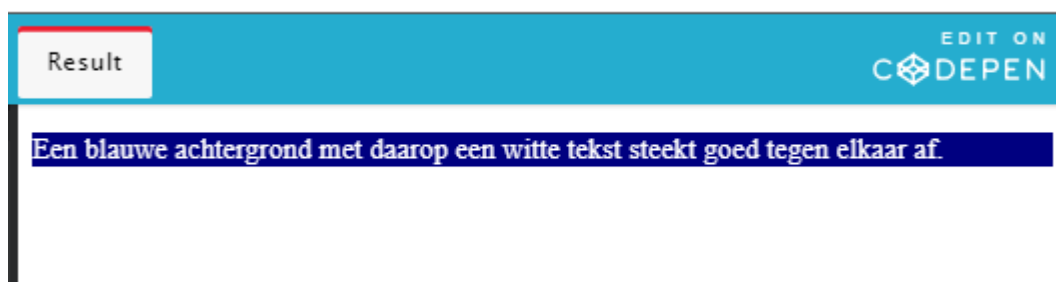 Result
EDIT ON
CODEPEN
Een blauwe achtergrond met daarop een witte tekst steekt goed tegen elkaar af.